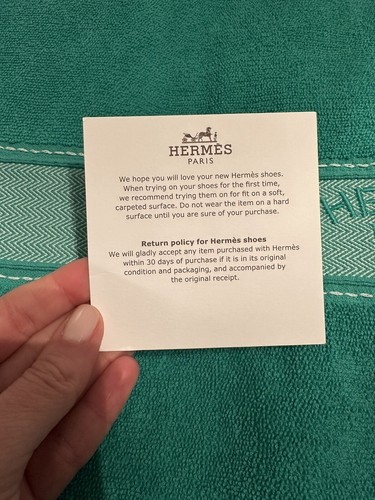 HERMÈS
PARIS
We hope you will love your new Hermès shoes.
When trying on your shoes for the first time,
we recommend trying them on for fit on a soft,
carpeted surface. Do not wear the item on a hard
surface until you are sure of your purchase.
Return policy for Hermès shoes
We will gladly accept any item purchased with Hermès
within 30 days of purchase if it is in its original
condition and packaging, and accompanied by
the original receipt.
HE